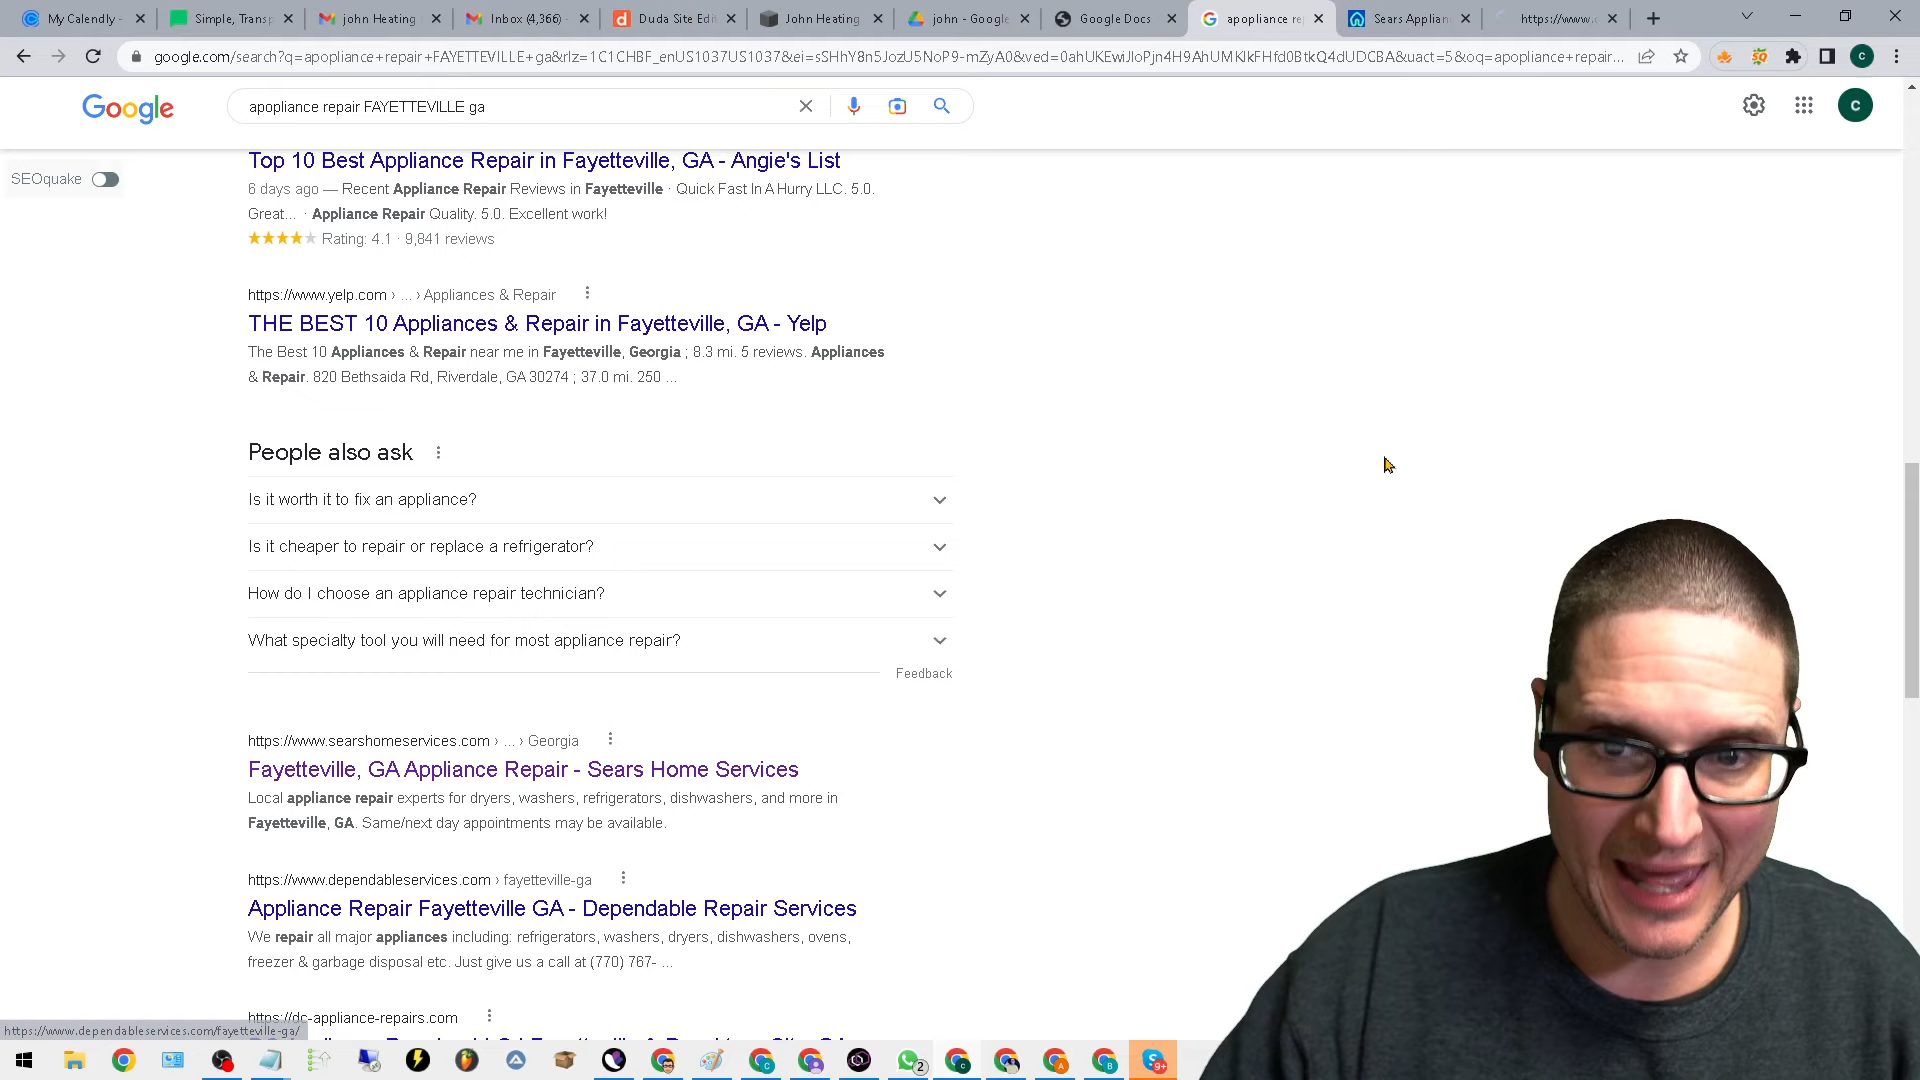 My Calendly -
Simple, Transp
john Heating
Inbox (4,366) -
Duda Site Edi
John Heating
john - Google
Google Docs
apopliance re
Sears Applian
https://www.c
google.com/search?q=apopliance+repair+FAYETTEVILLE+ga&rlz=1C1CHBF_enUS1037US1037&ei=sSHhY8n5JozU5NoP9-mZyA0&ved=0ahUKEwiJloPjn4H9AhUMKlkFHfd0BtkQ4dUDCBA&uact=5&oq=apopliance+repair...
Google
apopliance repair FAYETTEVILLE ga
C
SEOquake
Top 10 Best Appliance Repair in Fayetteville, GA - Angie's List
6 days ago — Recent Appliance Repair Reviews in Fayetteville · Quick Fast In A Hurry LLC. 5.0.
Great... · Appliance Repair Quality. 5.0. Excellent work!
Rating: 4.1 · 9,841 reviews
https://www.yelp.com › ... › Appliances & Repair
THE BEST 10 Appliances & Repair in Fayetteville, GA - Yelp
The Best 10 Appliances & Repair near me in Fayetteville, Georgia ; 8.3 mi. 5 reviews. Appliances
& Repair. 820 Bethsaida Rd, Riverdale, GA 30274 ; 37.0 mi. 250 ...
People also ask
Is it worth it to fix an appliance?
Is it cheaper to repair or replace a refrigerator?
How do I choose an appliance repair technician?
What specialty tool you will need for most appliance repair?
Feedback
https://www.searshomeservices.com › ... › Georgia
Fayetteville, GA Appliance Repair - Sears Home Services
Local appliance repair experts for dryers, washers, refrigerators, dishwashers, and more in
Fayetteville, GA. Same/next day appointments may be available.
https://www.dependableservices.com › fayetteville-ga
Appliance Repair Fayetteville GA - Dependable Repair Services
We repair all major appliances including: refrigerators, washers, dryers, dishwashers, ovens,
freezer & garbage disposal etc. Just give us a call at (770) 767- ...
https://dc-appliance-repairs.com
https://www.dependableservices.com/fayetteville-ga/